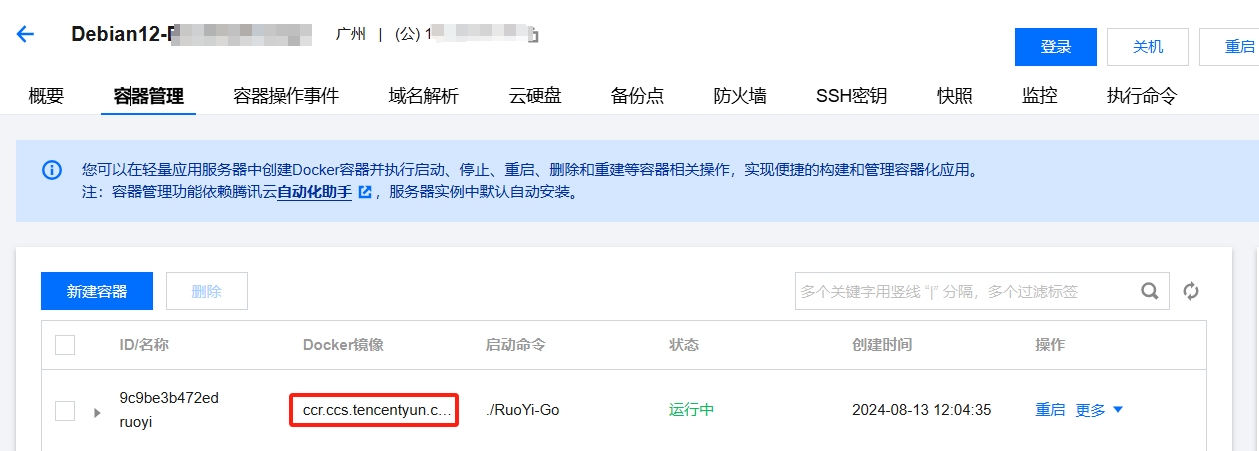 Debian12- 广州 | (公) 1
登录 关机 重启
概要 容器管理 容器操作事件 域名解析 云硬盘 备份点 防火墙 SSH密钥 快照 监控 执行命令
您可以在轻量应用服务器中创建Docker容器并执行启动、停止、重启、删除和重建等容器相关操作，实现便捷的构建和管理容器化应用。
注：容器管理功能依赖腾讯云自动化助手，服务器实例中默认自动安装。
新建容器 删除 多个关键字用竖线 “|” 分隔，多个过滤标签
ID/名称 Docker镜像 启动命令 状态 创建时间 操作
9c9be3b472ed
ruoyi ccr.ccs.tencentyun.c... ./RuoYi-Go 运行中 2024-08-13 12:04:35 重启 更多